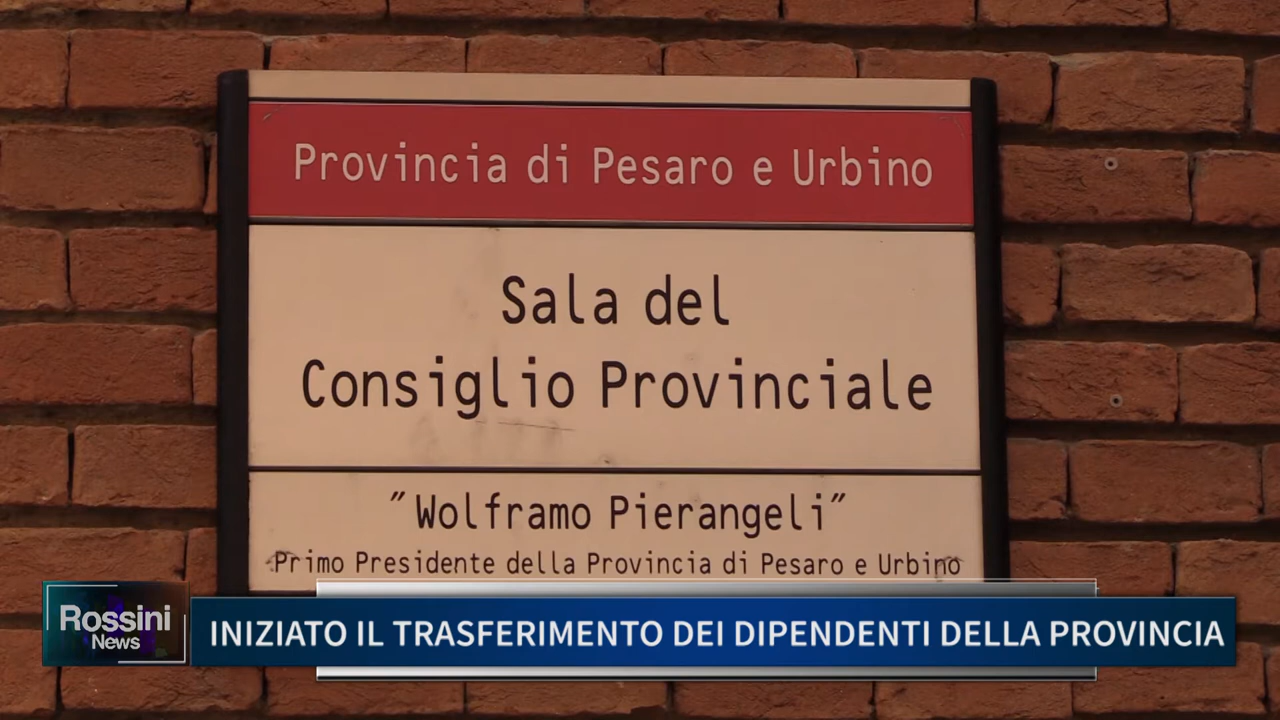 Provincia di Pesaro e Urbino
Sala del
Consiglio Provinciale
"Wolframo Pierangeli"
Primo Presidente della Provincia di Pesaro e Urbino
Rossini
News
INIZIATO IL TRASFERIMENTO DEI DIPENDENTI DELLA PROVINCIA